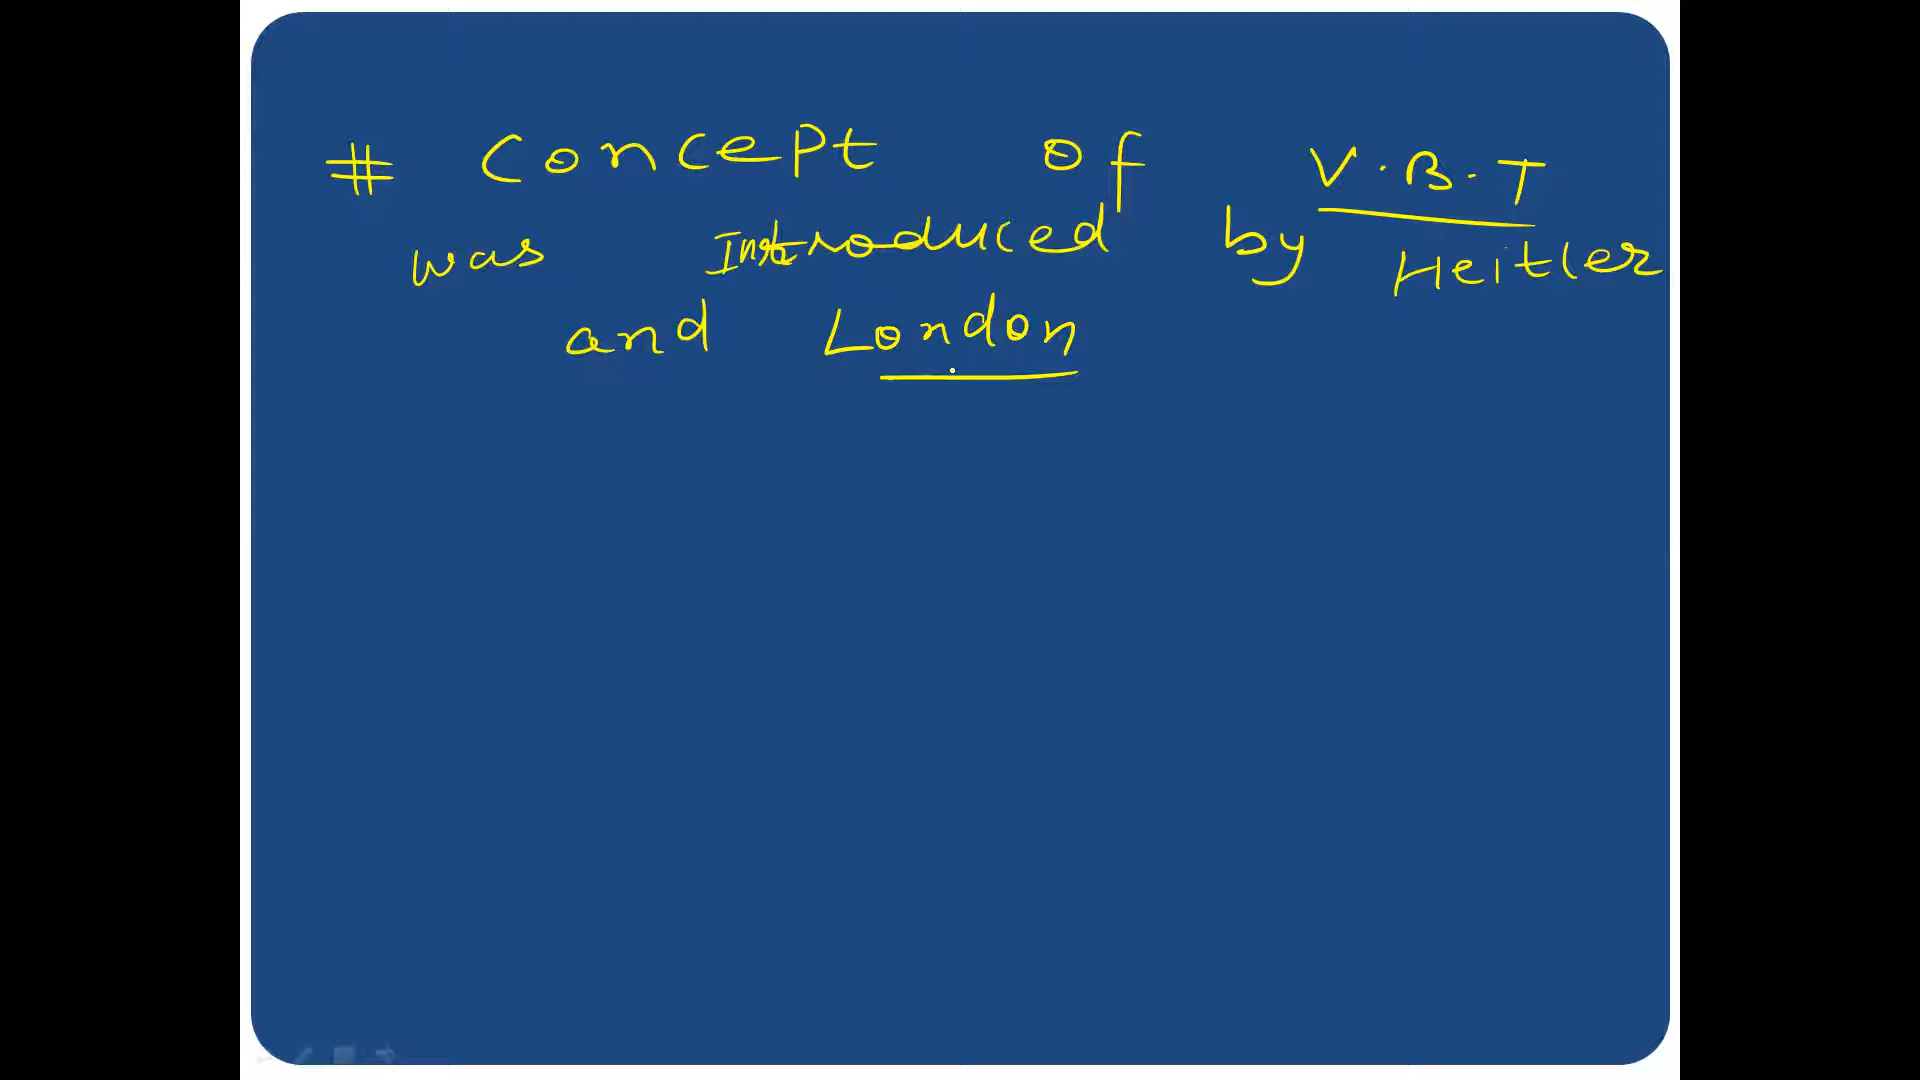 # Concept of V.B.T
was Introduced by Heitler
and London